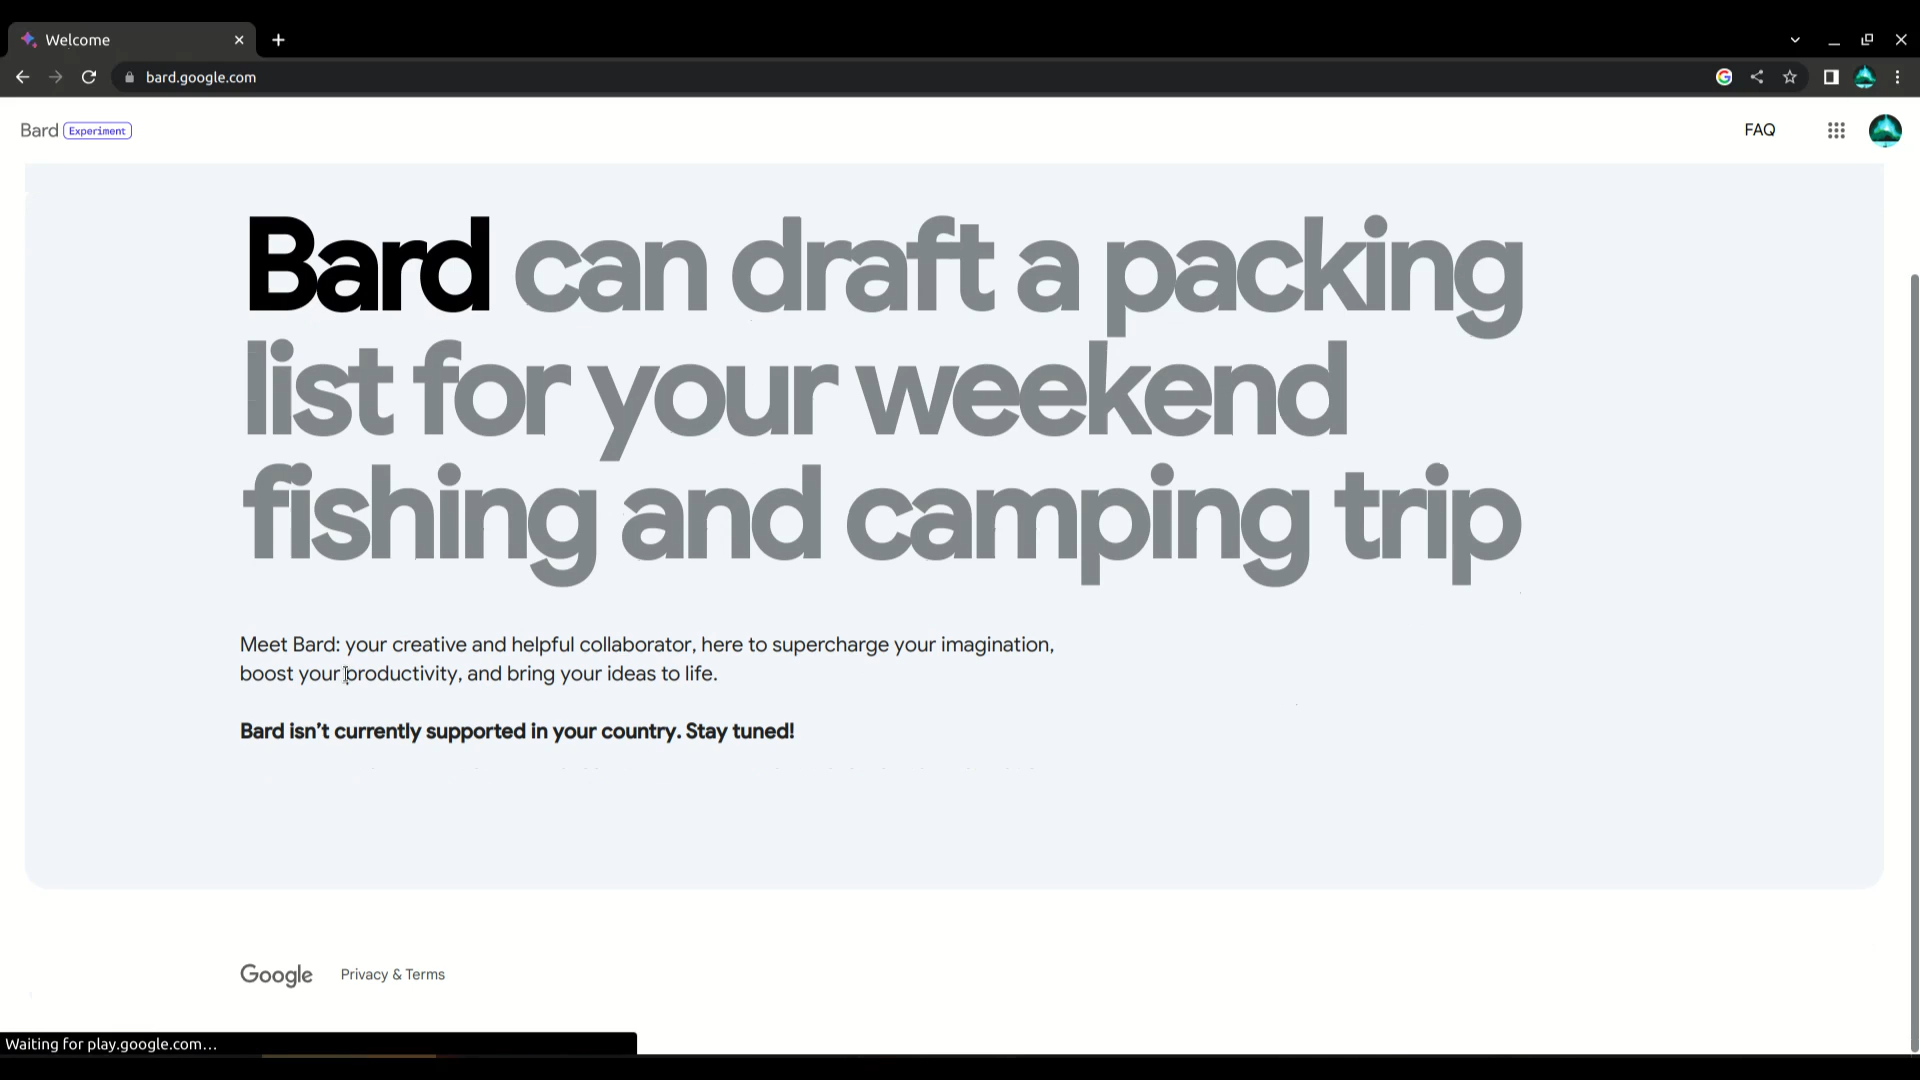 Welcome
bard.google.com
Bard Experiment
FAQ
Bard can draft a packing
list for your weekend
fishing and camping trip
Meet Bard: your creative and helpful collaborator, here to supercharge your imagination,
boost your productivity, and bring your ideas to life.
Bard isn’t currently supported in your country. Stay tuned!
Google Privacy & Terms
Waiting for play.google.com...